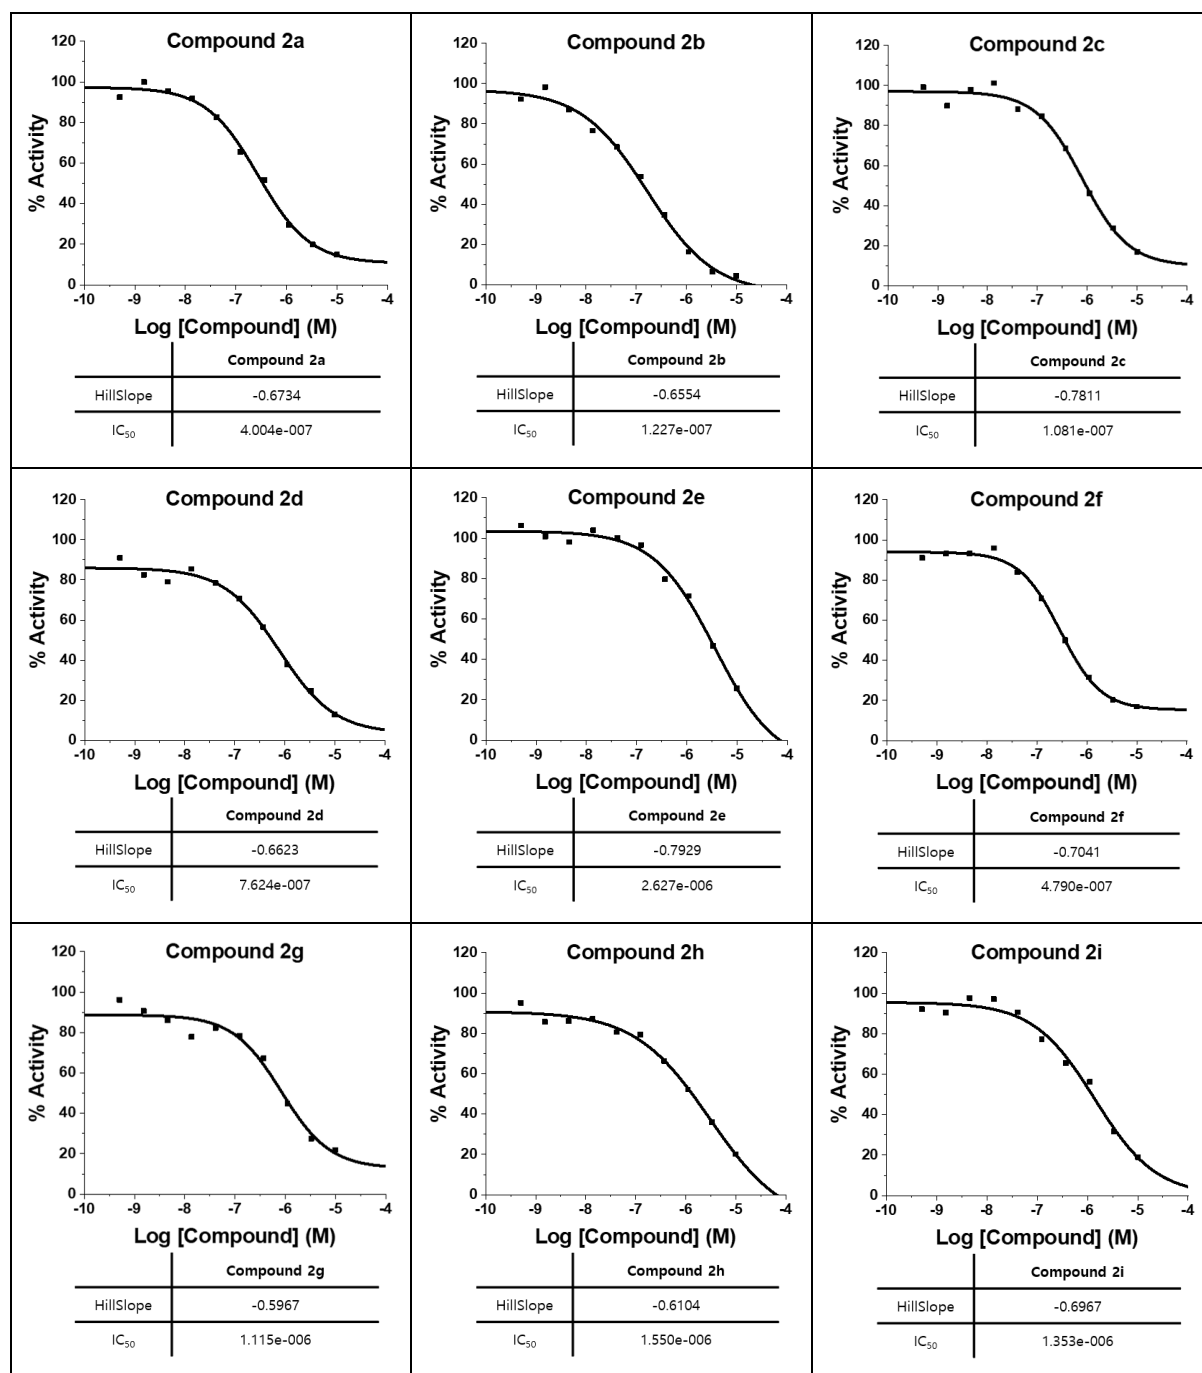 Compound 2a
120
100
80
60
40
20
0
% Activity
-10 -9 -8 -7 -6 -5 -4
Log [Compound] (M)
Compound 2a
HillSlope -0.6734
IC50 4.004e-007
Compound 2b
120
100
80
60
40
20
0
% Activity
-10 -9 -8 -7 -6 -5 -4
Log [Compound] (M)
Compound 2b
HillSlope -0.6554
IC50 1.227e-007
Compound 2c
120
100
80
60
40
20
0
% Activity
-10 -9 -8 -7 -6 -5 -4
Log [Compound] (M)
Compound 2c
HillSlope -0.7811
IC50 1.081e-007
Compound 2d
120
100
80
60
40
20
0
% Activity
-10 -9 -8 -7 -6 -5 -4
Log [Compound] (M)
Compound 2d
HillSlope -0.6623
IC50 7.624e-007
Compound 2e
120
100
80
60
40
20
0
% Activity
-10 -9 -8 -7 -6 -5 -4
Log [Compound] (M)
Compound 2e
HillSlope -0.7929
IC50 2.627e-006
Compound 2f
120
100
80
60
40
20
0
% Activity
-10 -9 -8 -7 -6 -5 -4
Log [Compound] (M)
Compound 2f
HillSlope -0.7041
IC50 4.790e-007
Compound 2g
120
100
80
60
40
20
0
% Activity
-10 -9 -8 -7 -6 -5 -4
Log [Compound] (M)
Compound 2g
HillSlope -0.5967
IC50 1.115e-006
Compound 2h
120
100
80
60
40
20
0
% Activity
-10 -9 -8 -7 -6 -5 -4
Log [Compound] (M)
Compound 2h
HillSlope -0.6104
IC50 1.550e-006
Compound 2i
120
100
80
60
40
20
0
% Activity
-10 -9 -8 -7 -6 -5 -4
Log [Compound] (M)
Compound 2i
HillSlope -0.6967
IC50 1.353e-006